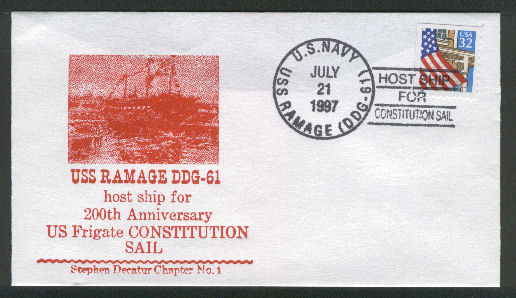 USA
32
U.S. NAVY
JULY
21
1997
USS RAMAGE (DDG-61)
HOST SHIP
FOR
CONSTITUTION SAIL
USS RAMAGE DDG-61
host ship for
200th Anniversary
US Frigate CONSTITUTION
SAIL
Stephen Decatur Chapter No. 1